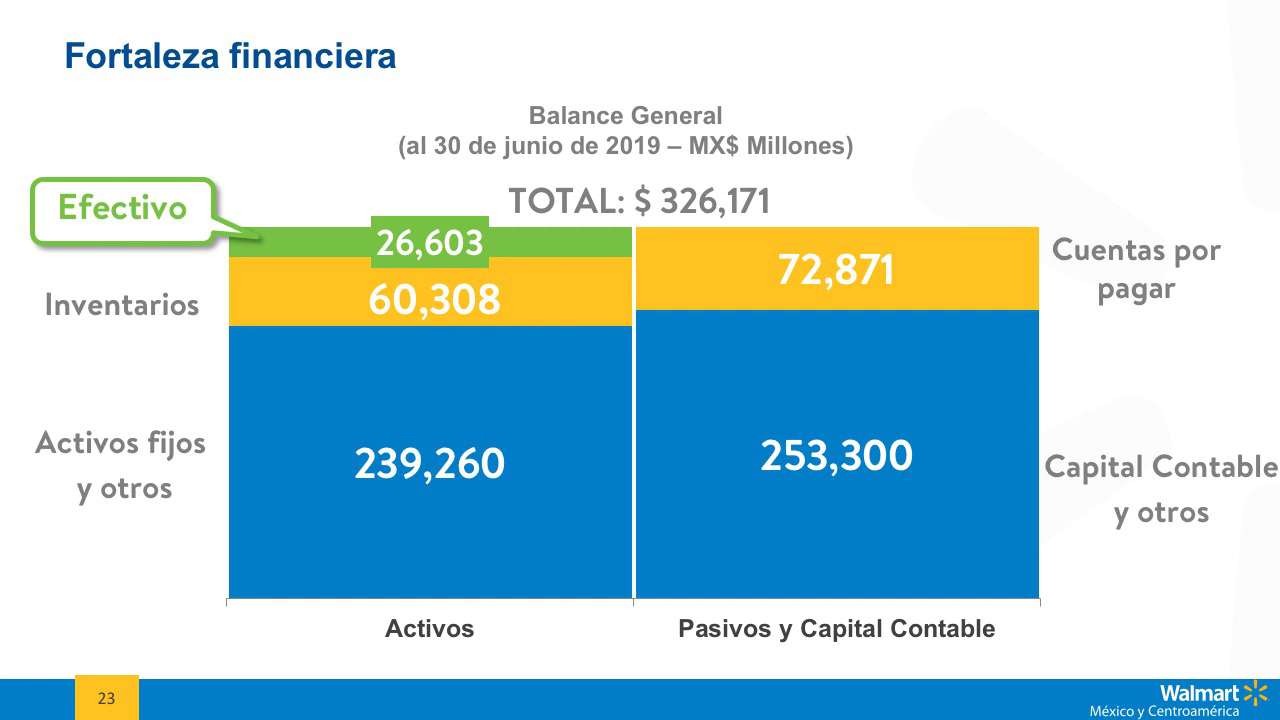 Fortaleza financiera
Balance General
(al 30 de junio de 2019 – MX$ Millones)
TOTAL: $ 326,171
Efectivo
26,603
Inventarios
60,308
72,871
Cuentas por
pagar
Activos fijos
y otros
239,260
253,300
Capital Contable
y otros
Activos
Pasivos y Capital Contable
23
Walmart
México y Centroamérica